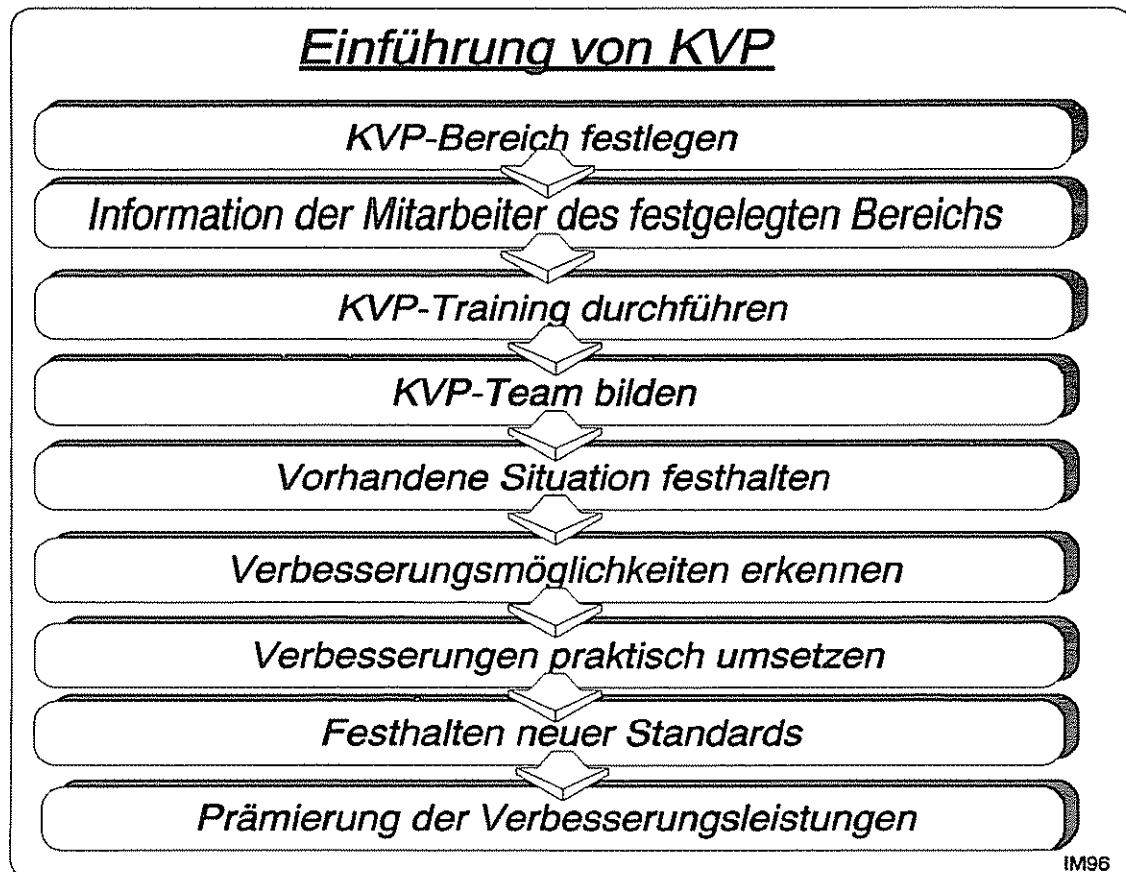 Einführung von KVP
KVP-Bereich festlegen
Information der Mitarbeiter des festgelegten Bereichs
KVP-Training durchführen
KVP-Team bilden
Vorhandene Situation festhalten
Verbesserungsmöglichkeiten erkennen
Verbesserungen praktisch umsetzen
Festhalten neuer Standards
Prämierung der Verbesserungsleistungen
IM96